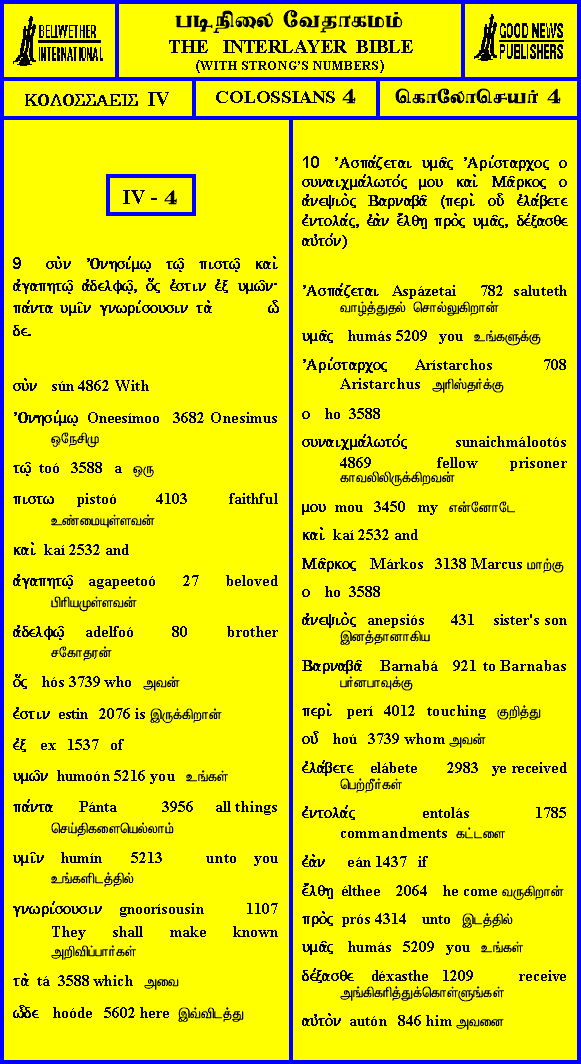 BELLWETHER
INTERNATIONAL
படிநிலை வேதாகமம்
THE INTERLAYER BIBLE
(WITH STRONG'S NUMBERS)
GOOD NEWS
PUBLISHERS
ΚΟΛΟΣΣΑΕΙΣ IV
COLOSSIANS 4
கொலோசெயர் 4
IV - 4
9 σὺν Ὀνησίμῳ τῷ πιστῷ καὶ
ἀγαπητῷ ἀδελφῷ, ὅς ἐστιν ἐξ υμῶν·
πάντα υμῖν γνωρίσουσιν τὰ ὧ
δε.
σὺν sún 4862 With
Ὀνησίμῳ Oneesímoo 3682 Onesimus
ஒநேசிமு
τῷ toó 3588 a ஒரு
πιστω pistoó 4103 faithful
உண்மையுள்ளவன்
καὶ kaí 2532 and
ἀγαπητῷ agapeetoó 27 beloved
பிரியமுள்ளவன்
ἀδελφῷ adelfoó 80 brother
சகோதரன்
ὅς hós 3739 who அவன்
ἐστιν estin 2076 is இருக்கிறான்
ἐξ ex 1537 of
υμῶν humoón 5216 you உங்கள்
πάντα Pánta 3956 all things
செய்திகளையெல்லாம்
υμῖν humín 5213 unto you
உங்களிடத்தில்
γνωρίσουσιν gnoorísousin 1107
They shall make known
அறிவிப்பார்கள்
τὰ tá 3588 which அவை
ὧδε hoóde 5602 here இவ்விடத்து
10 Ἀσπάζεται υμᾶς Ἀρίσταρχος ο
συναιχμάλωτός μου καὶ Μᾶρκος ο
ἀνεψιὸς Βαρναβᾶ (περὶ οὗ ἐλάβετε
ἐντολάς, ἐὰν ἔλθῃ πρὸς υμᾶς, δέξασθε
αὐτόν)
Ἀσπάζεται Aspázetai 782 saluteth
வாழ்த்துதல் சொல்லுகிறான்
υμᾶς humás 5209 you உங்களுக்கு
Ἀρίσταρχος Arístarchos 708
Aristarchus அரிஸ்தர்க்கு
ο ho 3588
συναιχμάλωτός sunaichmálootós
4869 fellow prisoner
காவலிலிருக்கிறவன்
μου mou 3450 my என்னோடே
καὶ kaí 2532 and
Μᾶρκος Márkos 3138 Marcus மாற்கு
ο ho 3588
ἀνεψιὸς anepsiós 431 sister's son
இனத்தானாகிய
Βαρναβᾶ Barnabá 921 to Barnabas
பர்னபாவுக்கு
περὶ perí 4012 touching குறித்து
οὗ hoú 3739 whom அவன்
ἐλάβετε elábete 2983 ye received
பெற்றீர்கள்
ἐντολάς entolás 1785
commandments கட்டளை
ἐὰν eán 1437 if
ἔλθῃ élthee 2064 he come வருகிறான்
πρὸς prós 4314 unto இடத்தில்
υμᾶς humás 5209 you உங்கள்
δέξασθε déxasthe 1209 receive
அங்கிகரித்துக்கொள்ளுங்கள்
αὐτὸν autón 846 him அவனை